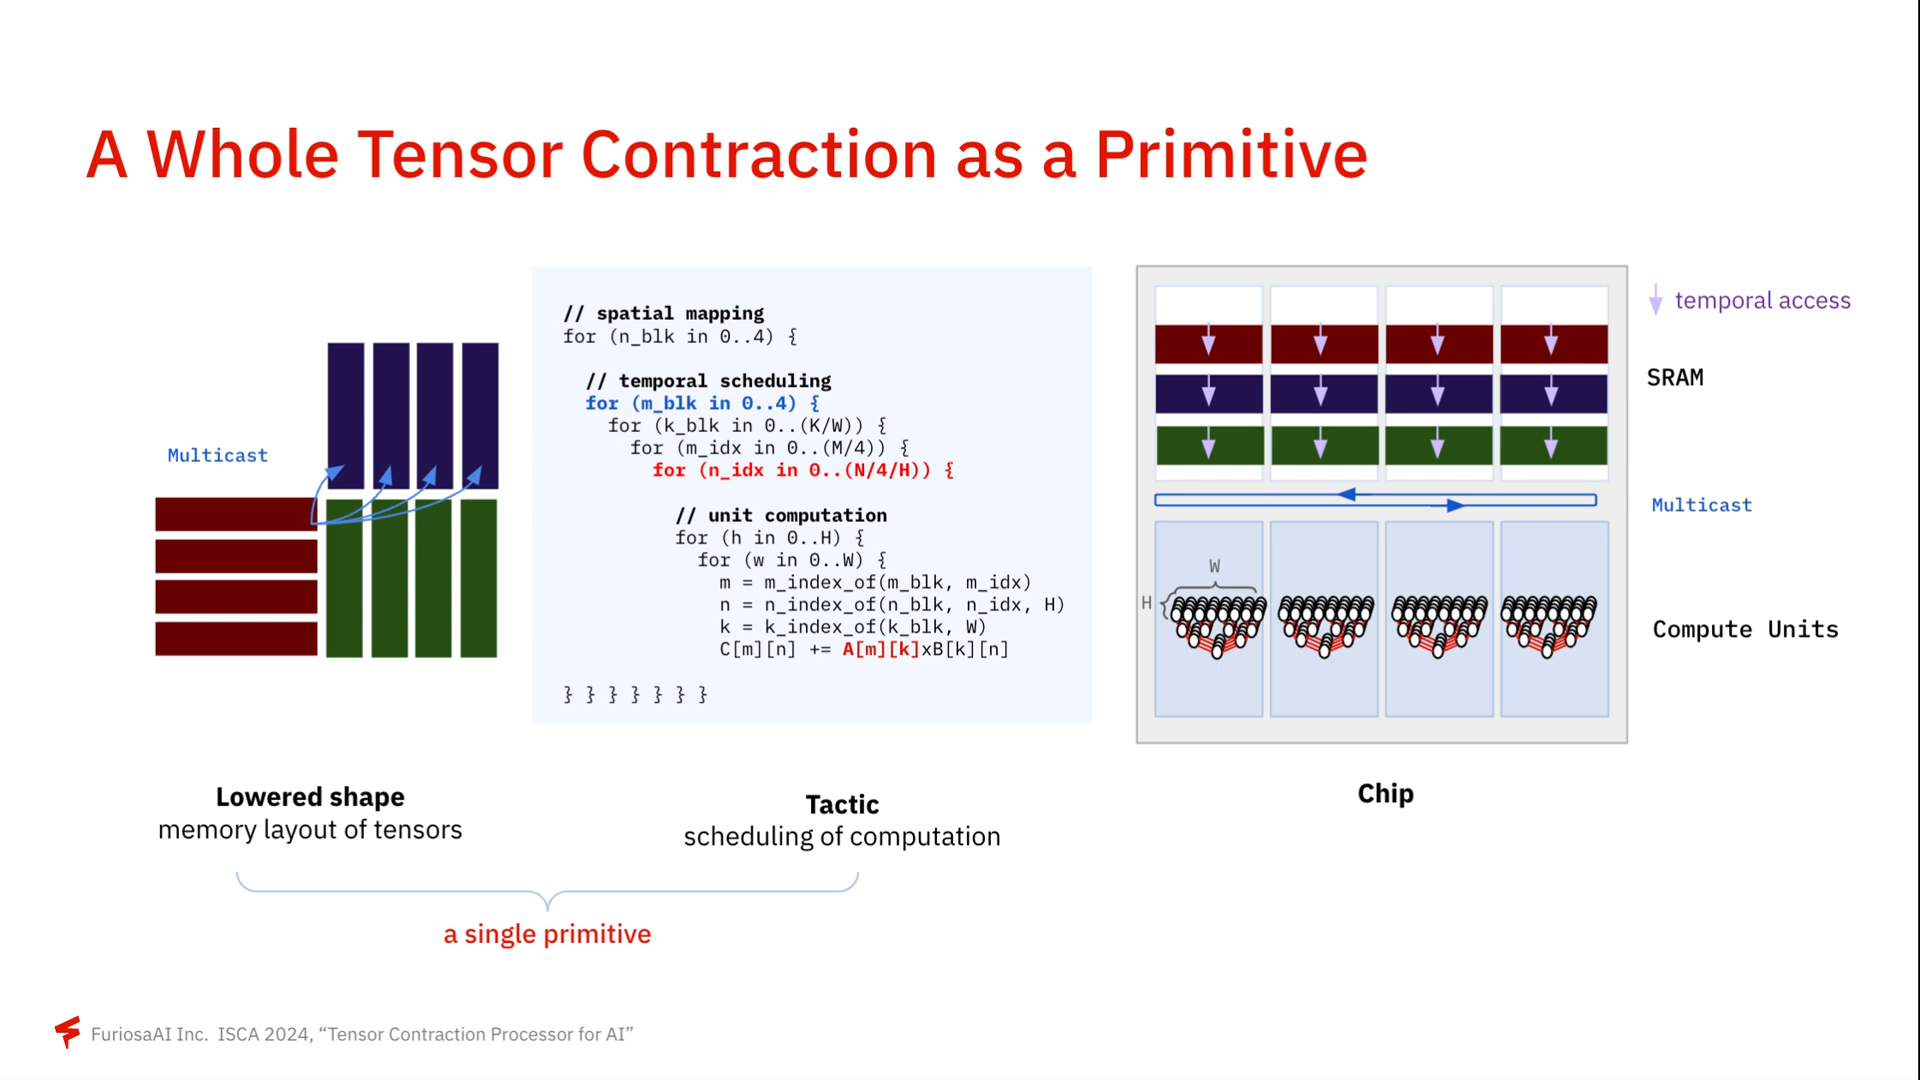 A Whole Tensor Contraction as a Primitive
Multicast
// spatial mapping
for (n_blk in 0..4) {
// temporal scheduling
for (m_blk in 0..4) {
for (k_blk in 0..(K/W)) {
for (m_idx in 0..(M/4)) {
for (n_idx in 0..(N/4/H)) {
// unit computation
for (h in 0..H) {
for (w in 0..W) {
m = m_index_of(m_blk, m_idx)
n = n_index_of(n_blk, n_idx, H)
k = k_index_of(k_blk, W)
C[m][n] += A[m][k]xB[k][n]
} } } } } } }
temporal access
SRAM
Multicast
W
H
Compute Units
Lowered shape
memory layout of tensors
Tactic
scheduling of computation
Chip
a single primitive
FuriosaAI Inc. ISCA 2024, “Tensor Contraction Processor for AI”